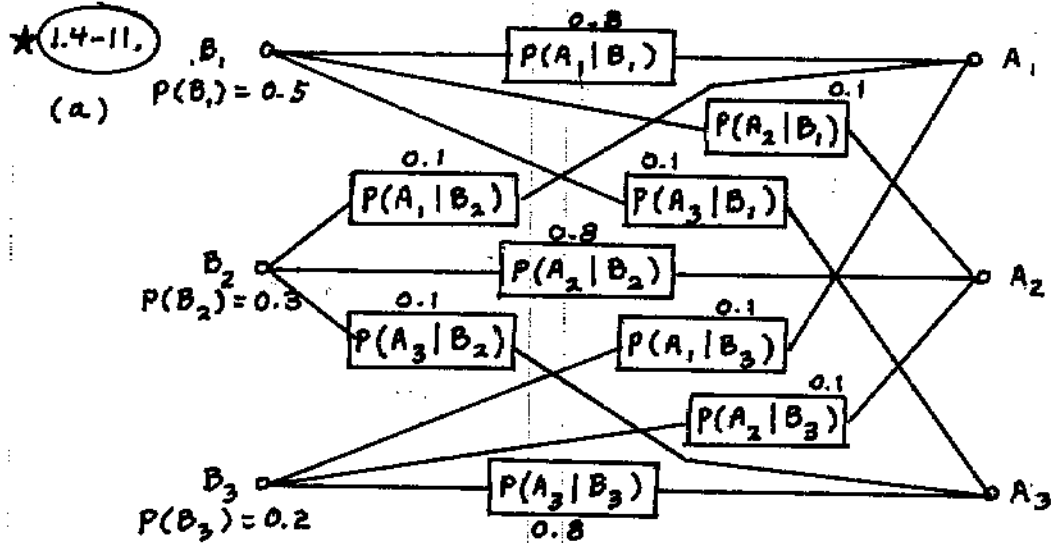 ★ 1.4-11.
(a)
B₁
P(B₁) = 0.5
0.8
P(A₁|B₁)
A₁
0.1
P(A₂|B₁)
0.1
P(A₁|B₂)
0.1
P(A₃|B₁)
B₂
P(B₂) = 0.3
0.8
P(A₂|B₂)
A₂
0.1
P(A₃|B₂)
0.1
P(A₁|B₃)
0.1
P(A₂|B₃)
B₃
P(B₃) = 0.2
P(A₃|B₃)
0.8
A₃